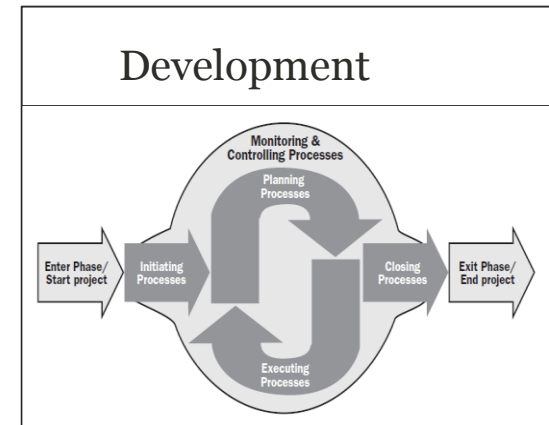 Development
Monitoring &
Controlling Processes
Planning
Processes
Enter Phase/
Start project
Initiating
Processes
Closing
Processes
Exit Phase/
End project
Executing
Processes